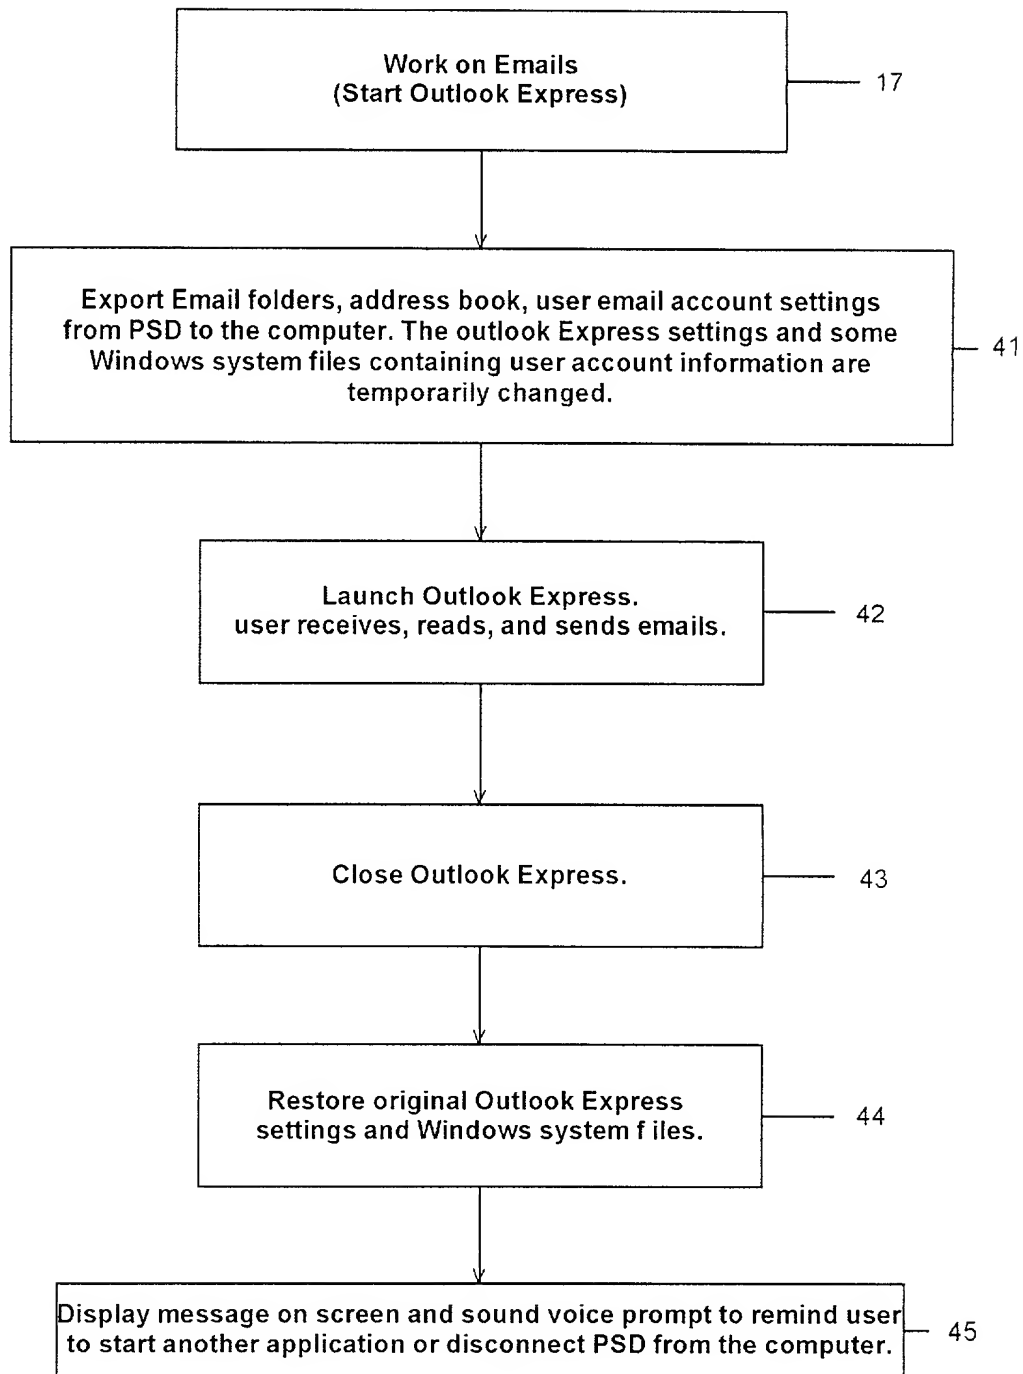 Work on Emails
(Start Outlook Express)
17
Export Email folders, address book, user email account settings
from PSD to the computer. The outlook Express settings and some
Windows system files containing user account information are
temporarily changed.
41
Launch Outlook Express.
user receives, reads, and sends emails.
42
Close Outlook Express.
43
Restore original Outlook Express
settings and Windows system f iles.
44
Display message on screen and sound voice prompt to remind user
to start another application or disconnect PSD from the computer.
45